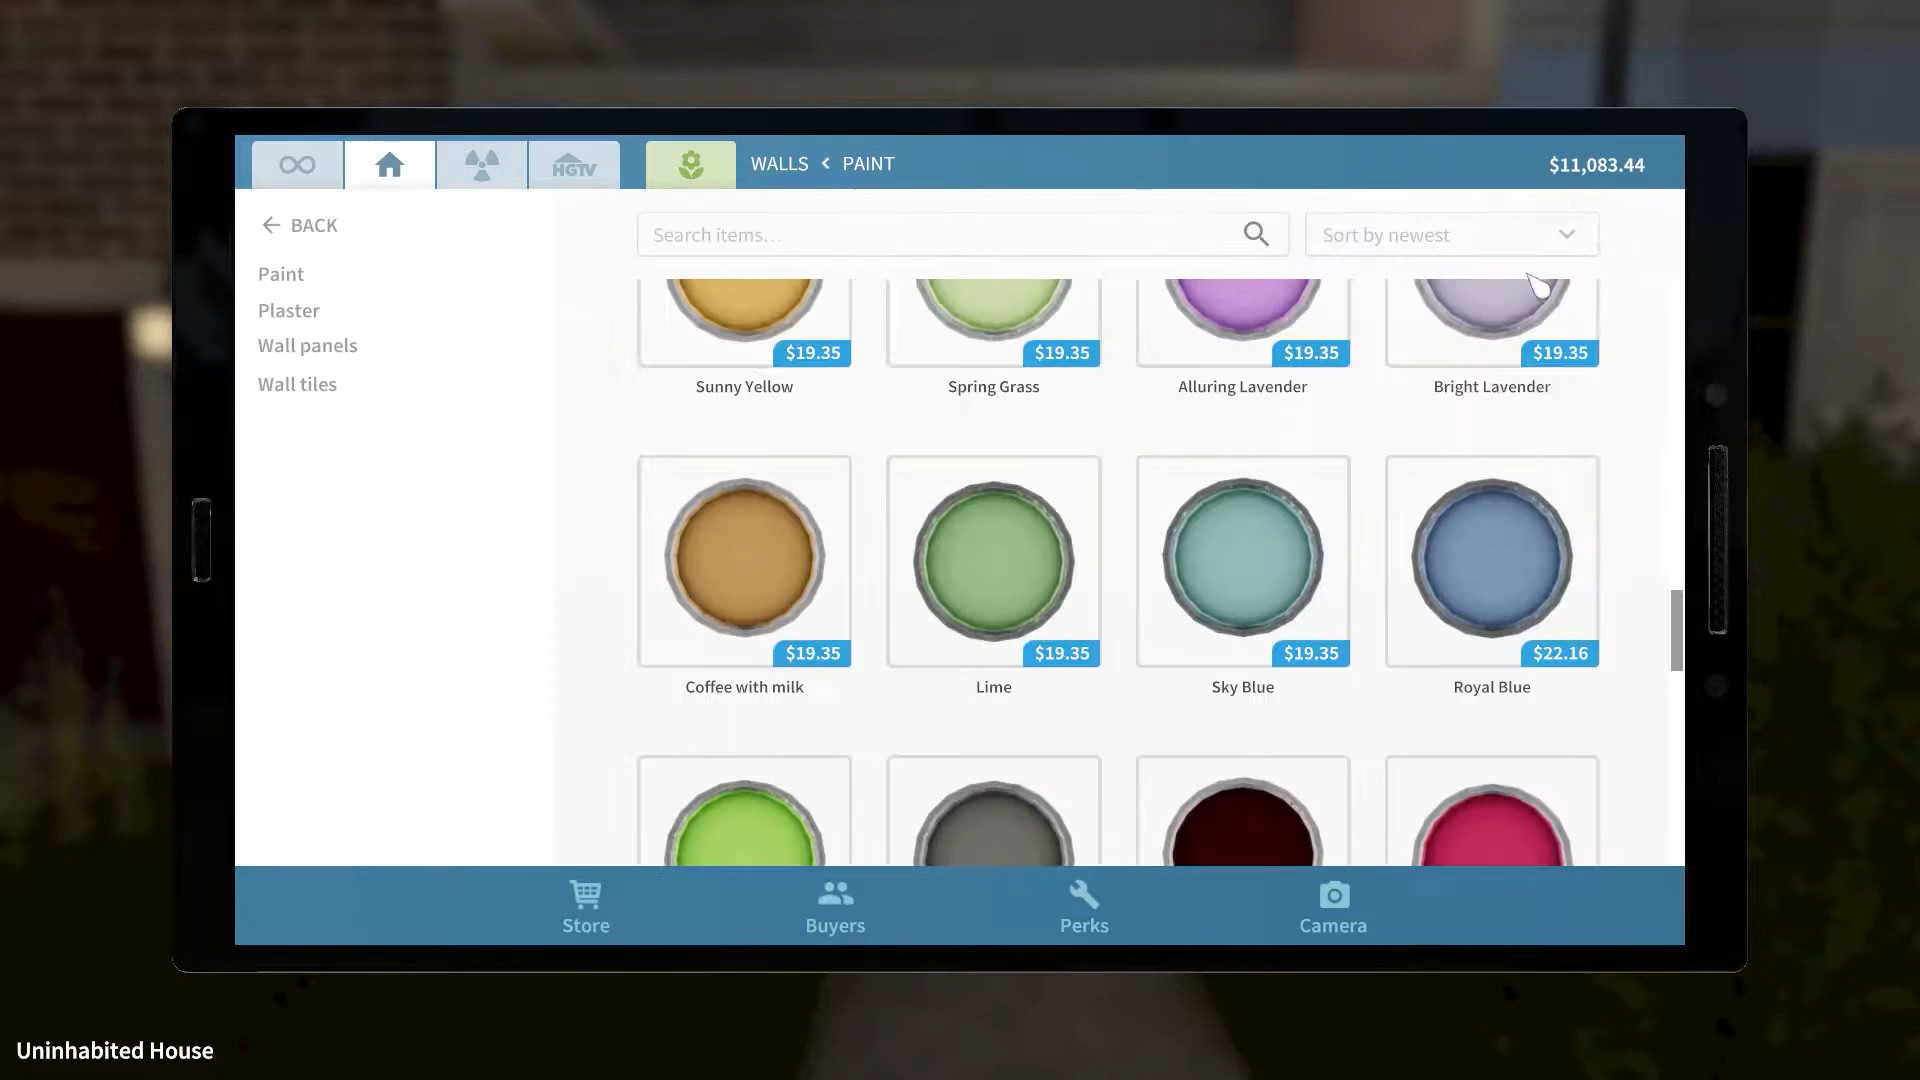 HGTV
WALLS < PAINT
$11,083.44
BACK
Search items...
Sort by newest
Paint
Plaster
Wall panels
Wall tiles
$19.35 $19.35 $19.35 $19.35
Sunny Yellow Spring Grass Alluring Lavender Bright Lavender
$19.35 $19.35 $19.35 $22.16
Coffee with milk Lime Sky Blue Royal Blue
Store Buyers Perks Camera
Uninhabited House